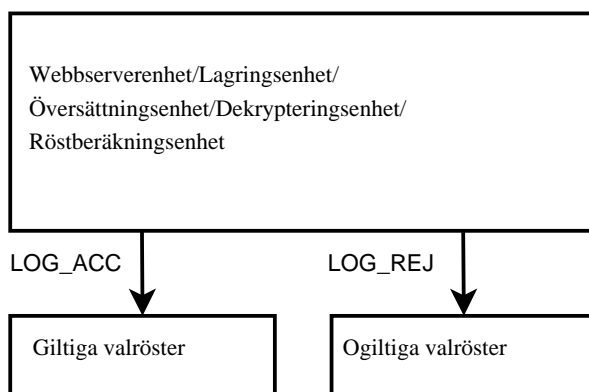 Webbserverenhet/Lagringsenhet/
Översättningsenhet/Dekrypteringsenhet/
Röstberäkningsenhet
LOG_ACC
LOG_REJ
Giltiga valröster
Ogiltiga valröster